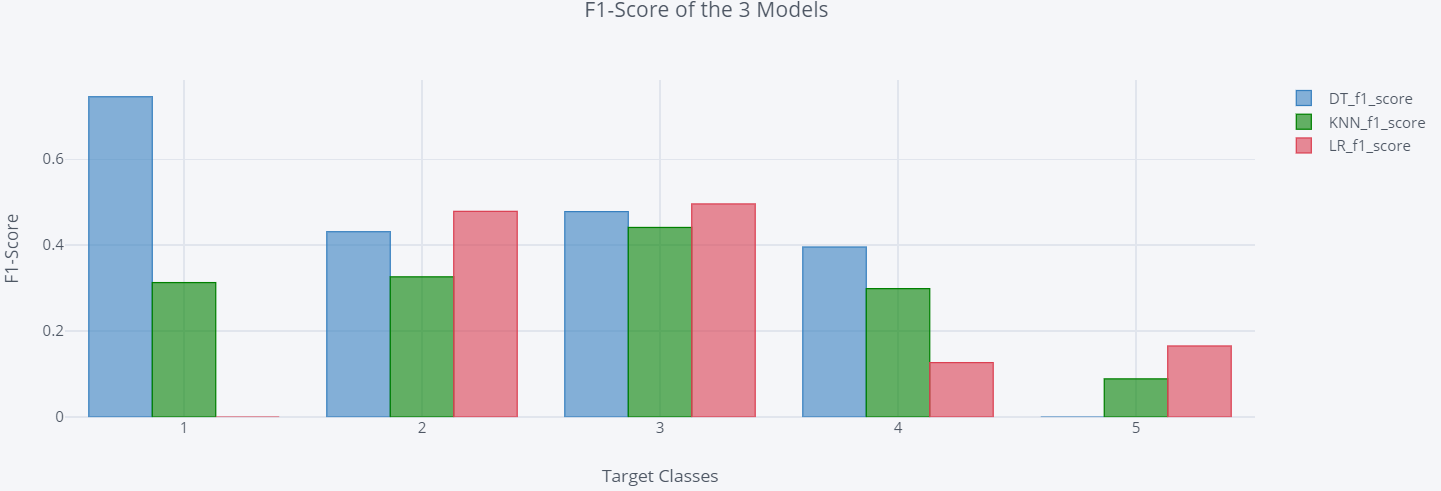 F1-Score of the 3 Models
DT_f1_score
KNN_f1_score
LR_f1_score
F1-Score
0.6
0.4
0.2
0
1 2 3 4 5
Target Classes